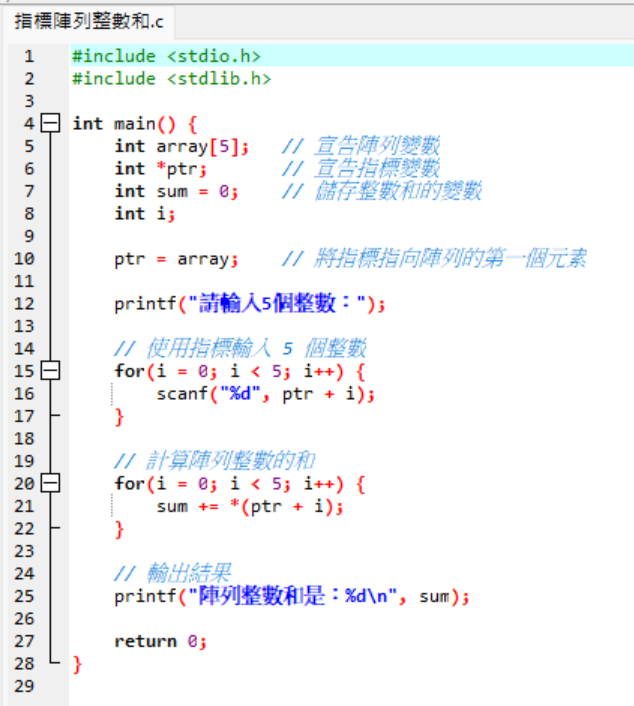 指標陣列整數和.c
1 #include <stdio.h>
2 #include <stdlib.h>
3
4 int main() {
5 int array[5]; // 宣告陣列變數
6 int *ptr; // 宣告指標變數
7 int sum = 0; // 儲存整數和的變數
8 int i;
9
10 ptr = array; // 將指標指向陣列的第一個元素
11
12 printf("請輸入5個整數：");
13
14 // 使用指標輸入 5 個整數
15 for(i = 0; i < 5; i++) {
16 scanf("%d", ptr + i);
17 }
18
19 // 計算陣列整數的和
20 for(i = 0; i < 5; i++) {
21 sum += *(ptr + i);
22 }
23
24 // 輸出結果
25 printf("陣列整數和是：%d\n", sum);
26
27 return 0;
28 }
29